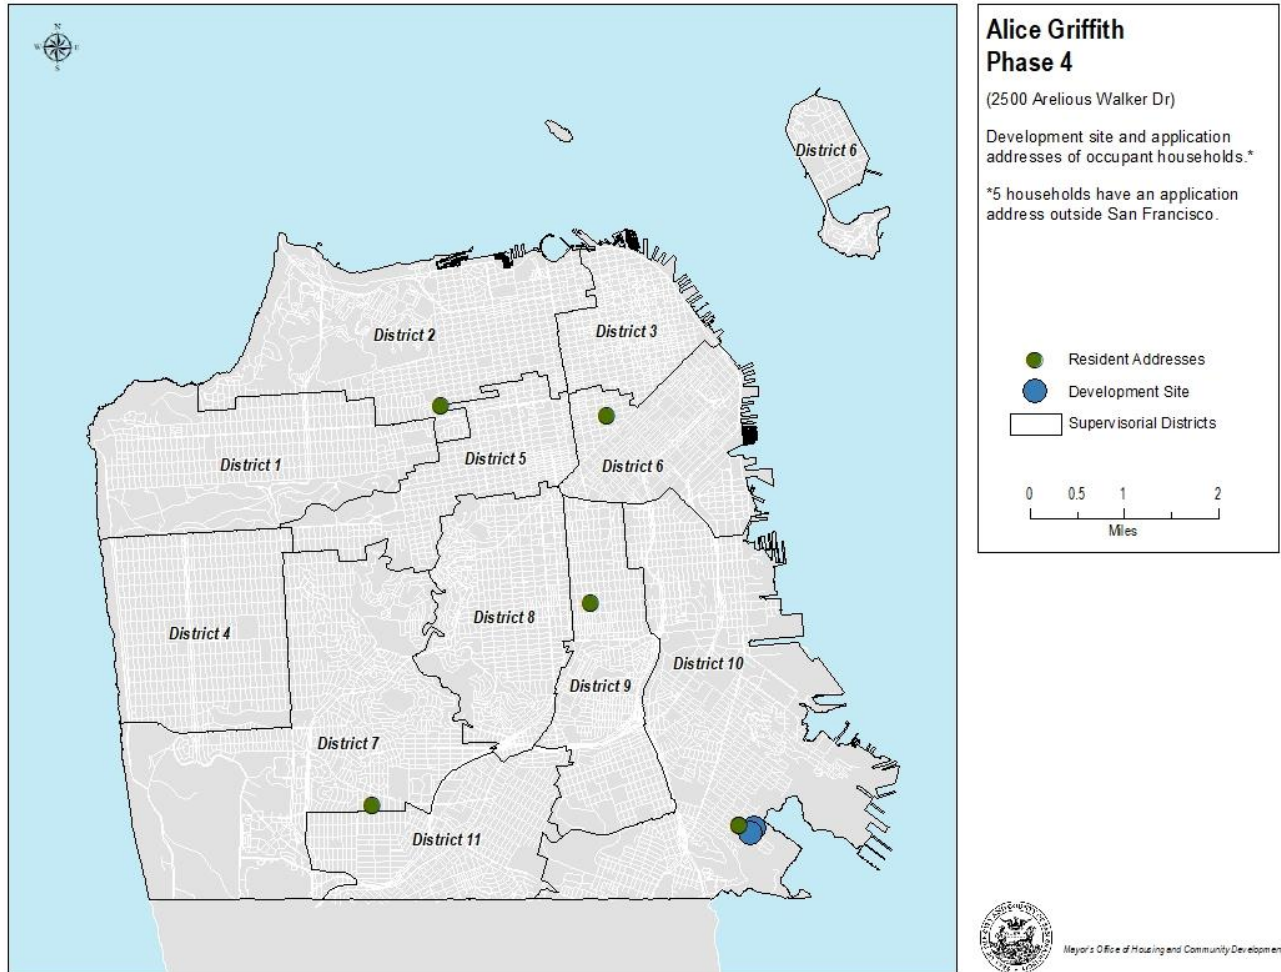 N
W
E
S
District 6
District 2
District 3
District 1
District 5
District 6
District 4
District 8
District 10
District 9
District 7
District 11
Alice Griffith
Phase 4
(2500 Arelious Walker Dr)
Development site and application
addresses of occupant households.*
*5 households have an application
address outside San Francisco.
Resident Addresses
Development Site
Supervisorial Districts
0 0.5 1 2
Miles
Mayor's Office of Housing and Community Developmen